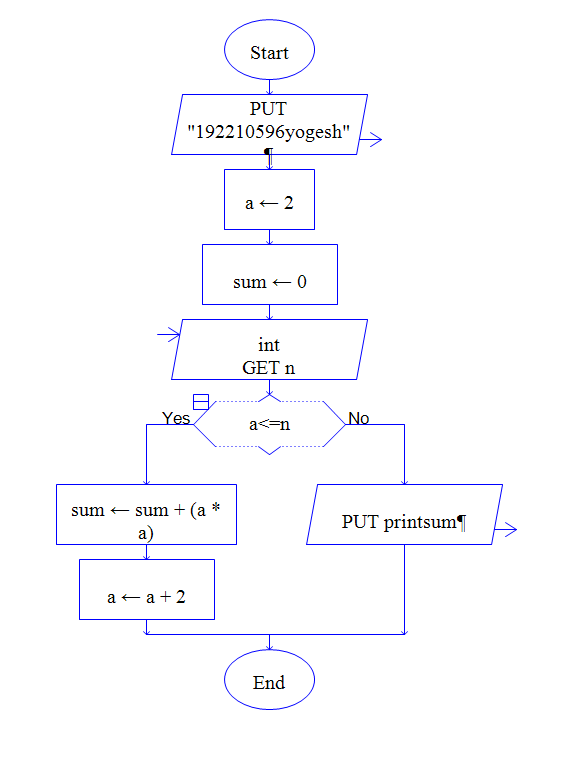 Start
PUT
"192210596yogesh"
¶
a ← 2
sum ← 0
int
GET n
Yes
a<=n
No
sum ← sum + (a *
a)
PUT printsum¶
a ← a + 2
End